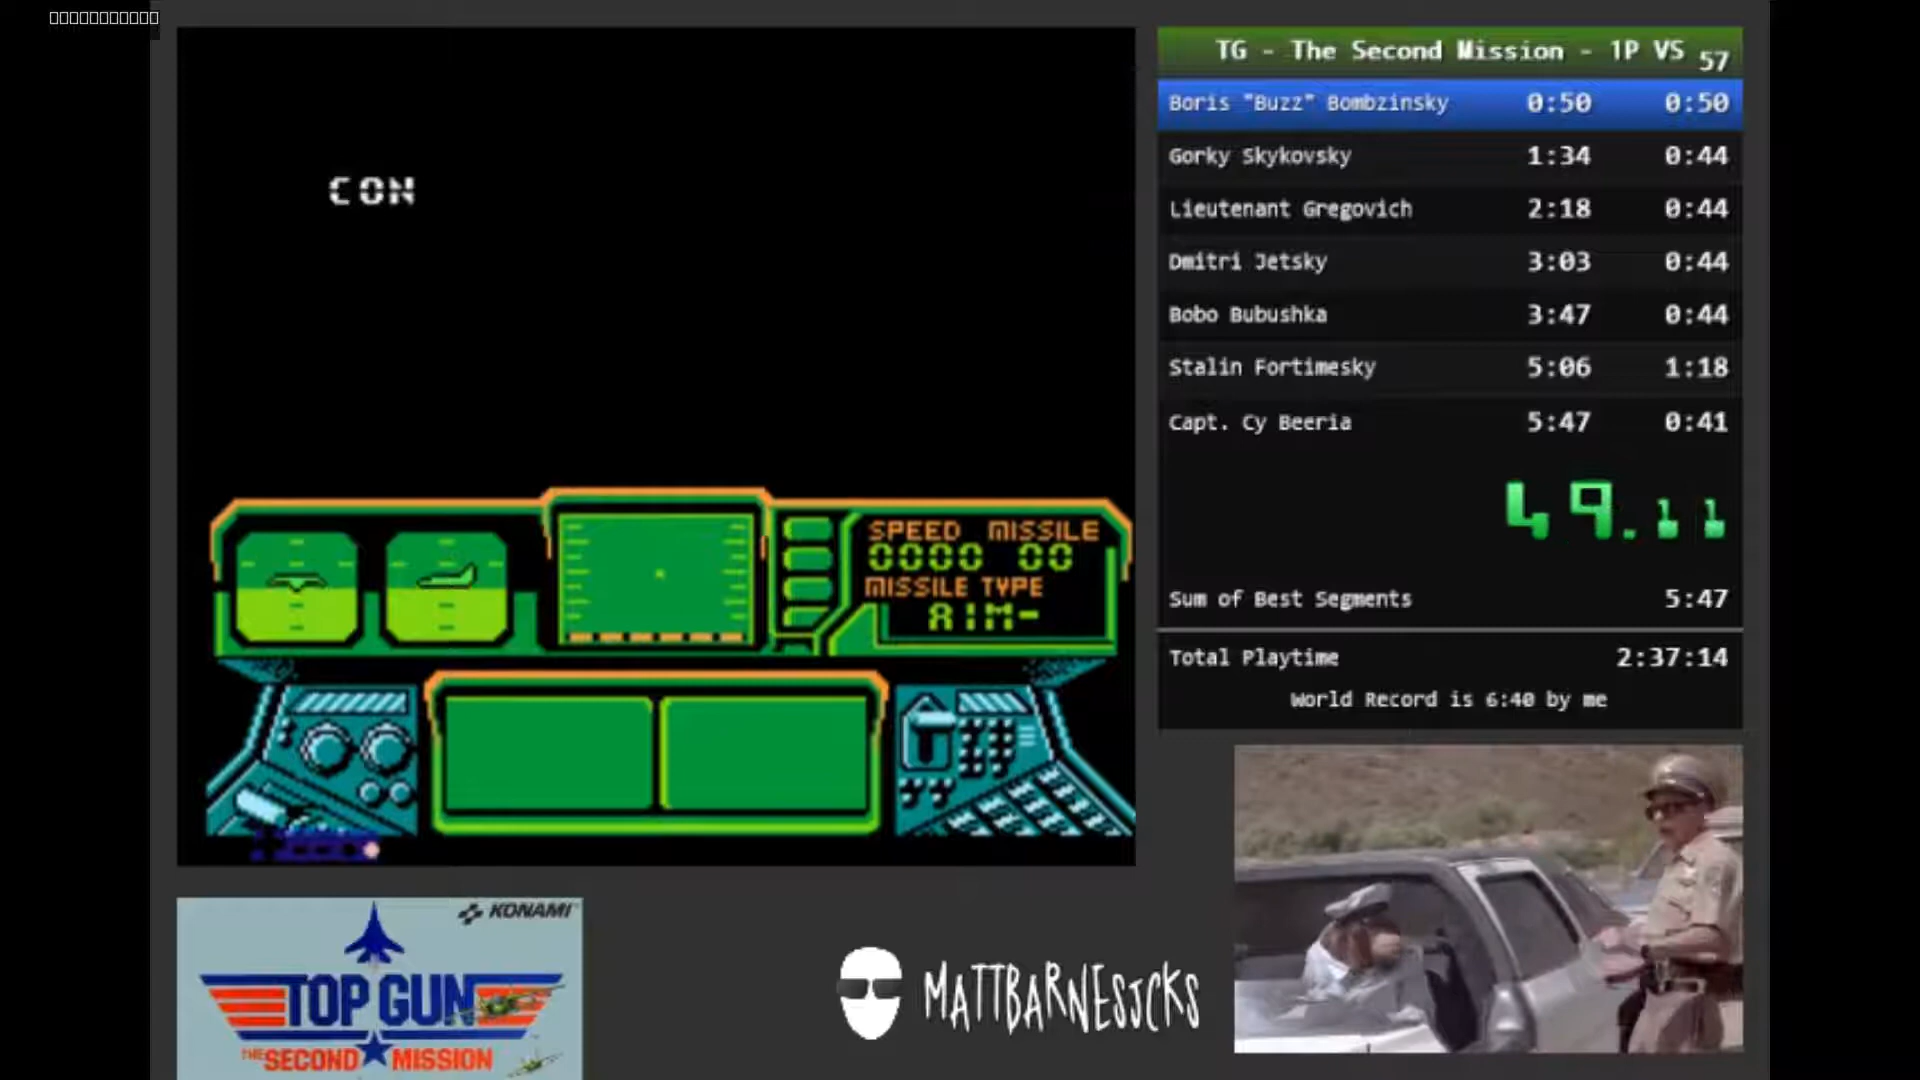 TG - The Second Mission - 1P VS 57
Boris "Buzz" Bombzinsky 0:50 0:50
Gorky Skykovsky 1:34 0:44
Lieutenant Gregovich 2:18 0:44
Dmitri Jetsky 3:03 0:44
Bobo Bubushka 3:47 0:44
Stalin Fortimesky 5:06 1:18
Capt. Cy Beeria 5:47 0:41
49.11
Sum of Best Segments 5:47
Total Playtime 2:37:14
World Record is 6:40 by me
CON
SPEED MISSILE
0000 00
MISSILE TYPE
AIM-
KONAMI
TOP GUN
THE SECOND MISSION
MATTBARNESJCKS